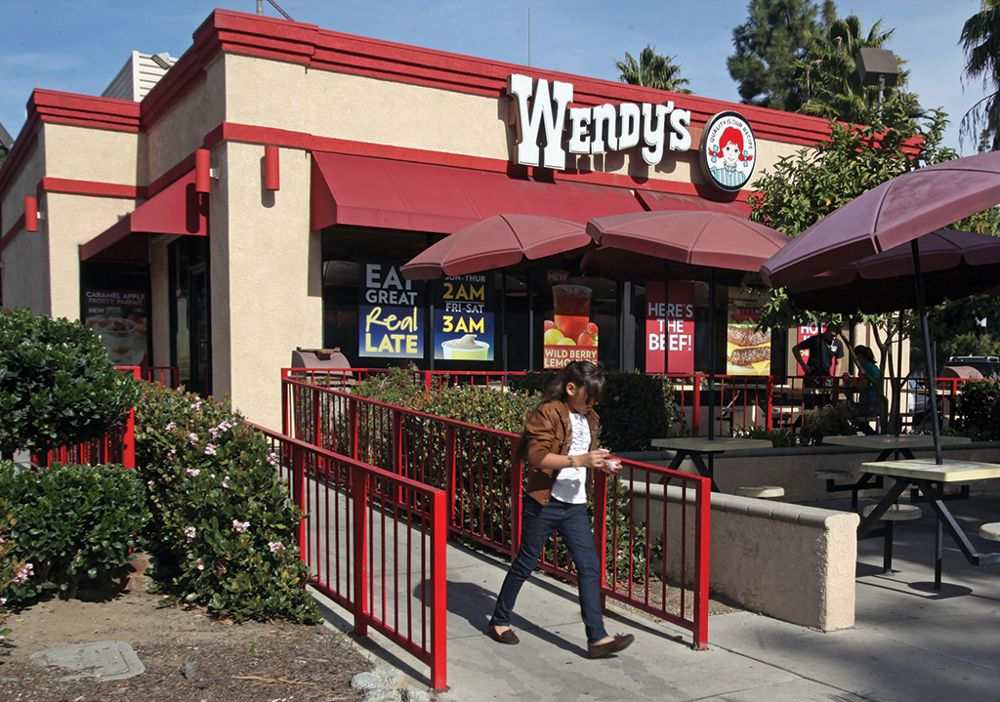 WENDY'S
QUALITY IS OUR RECIPE
CARAMEL APPLE
FROSTY PARFAIT
EAT
GREAT
Real
LATE
SUN-THUR
2AM
FRI-SAT
3AM
NEW
WILD BERRY
LEMONADE
HERE'S
THE
BEEF!